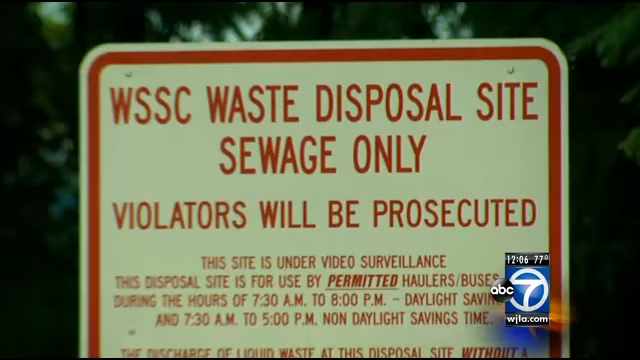 WSSC WASTE DISPOSAL SITE
SEWAGE ONLY
VIOLATORS WILL BE PROSECUTED
THIS SITE IS UNDER VIDEO SURVEILLANCE
THIS DISPOSAL SITE IS FOR USE BY PERMITTED HAULERS/BUSES
DURING THE HOURS OF 7:30 A.M. TO 8:00 P.M. – DAYLIGHT
AND 7:30 A.M. TO 5:00 P.M. NON DAYLIGHT SAVINGS TIME.
THE DISCHARGE OF LIQUID WASTE AT THIS DISPOSAL SITE WITHOUT A
12:06 77°
abc 7
wjla.com